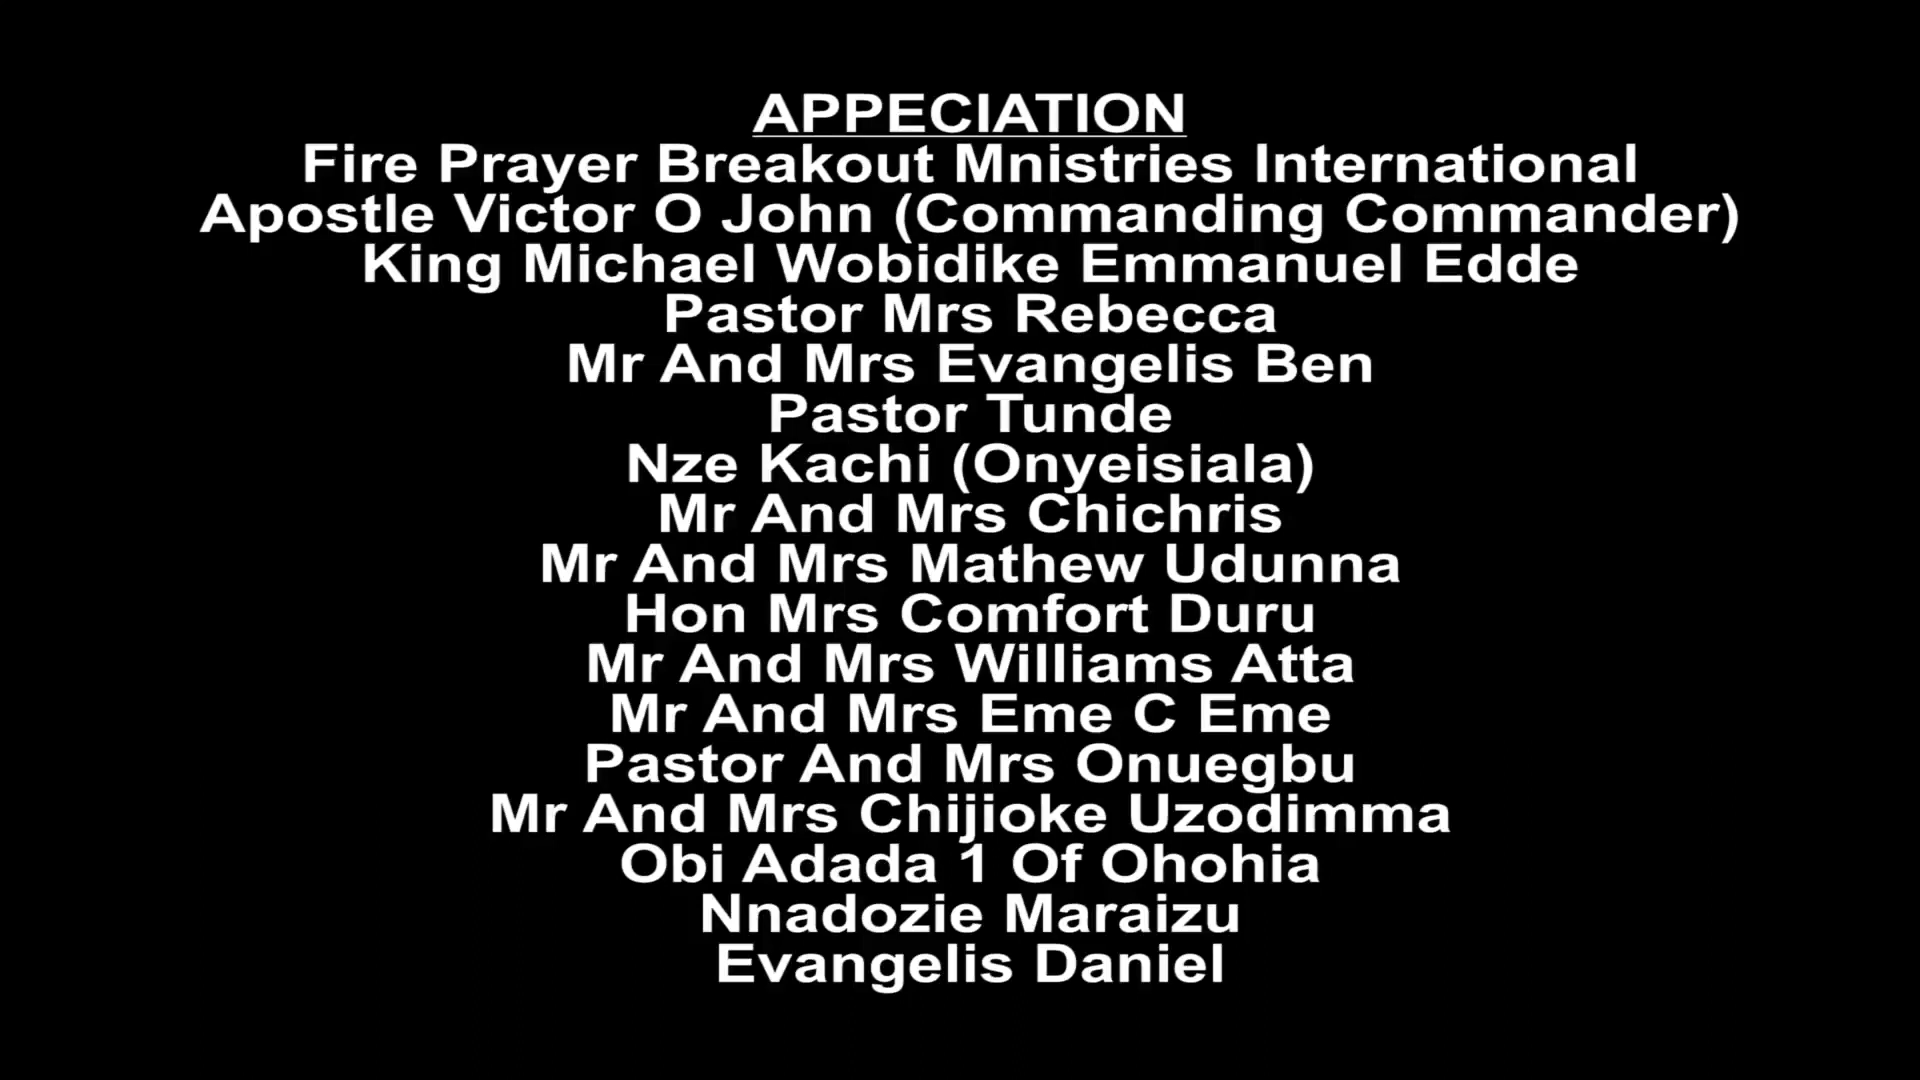 APPECIATION
Fire Prayer Breakout Mnistries International
Apostle Victor O John (Commanding Commander)
King Michael Wobidike Emmanuel Edde
Pastor Mrs Rebecca
Mr And Mrs Evangelis Ben
Pastor Tunde
Nze Kachi (Onyeisiala)
Mr And Mrs Chichris
Mr And Mrs Mathew Udunna
Hon Mrs Comfort Duru
Mr And Mrs Williams Atta
Mr And Mrs Eme C Eme
Pastor And Mrs Onuegbu
Mr And Mrs Chijioke Uzodimma
Obi Adada 1 Of Ohohia
Nnadozie Maraizu
Evangelis Daniel